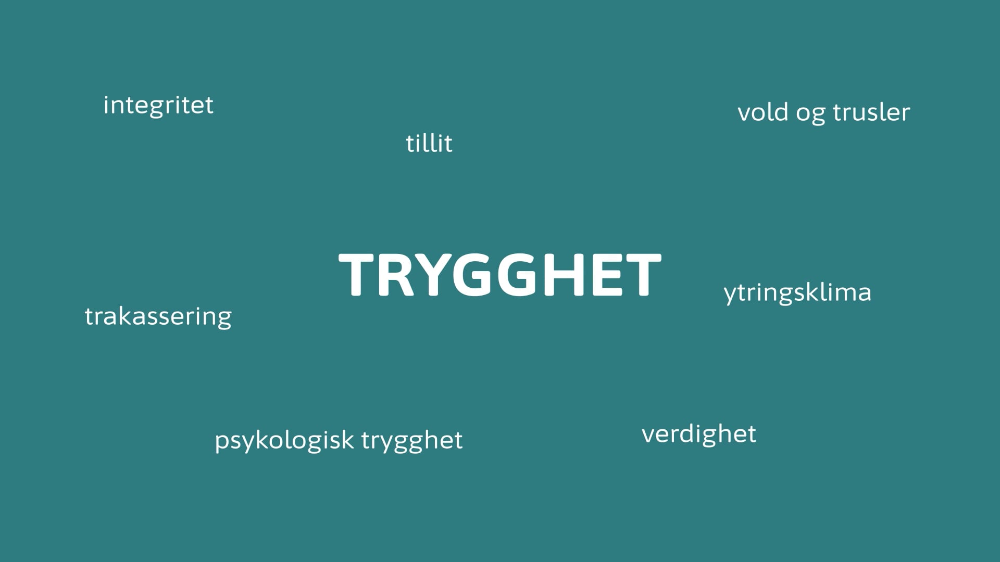 integritet
vold og trusler
tillit
TRYGGHET
ytringsklima
trakassering
psykologisk trygghet
verdighet